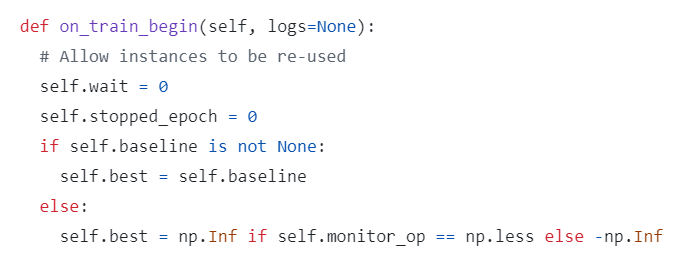 def on_train_begin(self, logs=None):
  # Allow instances to be re-used
  self.wait = 0
  self.stopped_epoch = 0
  if self.baseline is not None:
    self.best = self.baseline
  else:
    self.best = np.Inf if self.monitor_op == np.less else -np.Inf